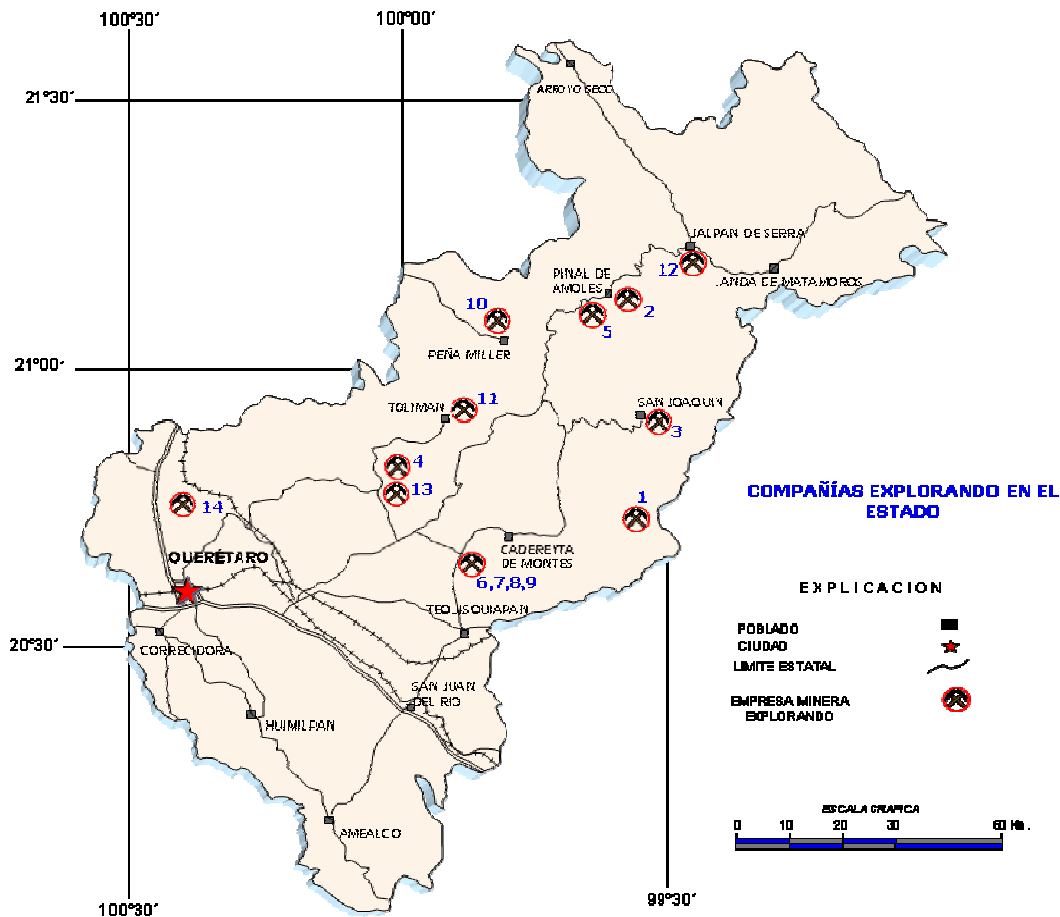 100°30´
100°00´
21°30´
ARROYO SECO
JALPAN DE SERRA
12
PINAL DE
AMOLES
LANDA DE MATAMOROS
10
2
5
PEÑA MILLER
21°00´
TOLIMAN
11
SAN JOAQUIN
3
4
13
COMPAÑÍAS EXPLORANDO EN EL
ESTADO
1
14
QUERÉTARO
CADEREYTA
DE MONTES
6,7,8,9
EXPLICACION
TEQUISQUIAPAN
POBLADO
CIUDAD
LIMITE ESTATAL
20°30´
CORREGIDORA
SAN JUAN
DEL RIO
EMPRESA MINERA
EXPLORANDO
HUIMILPAN
AMEALCO
ESCALA GRAFICA
0 10 20 30 60 Km.
99°30´
100°30´